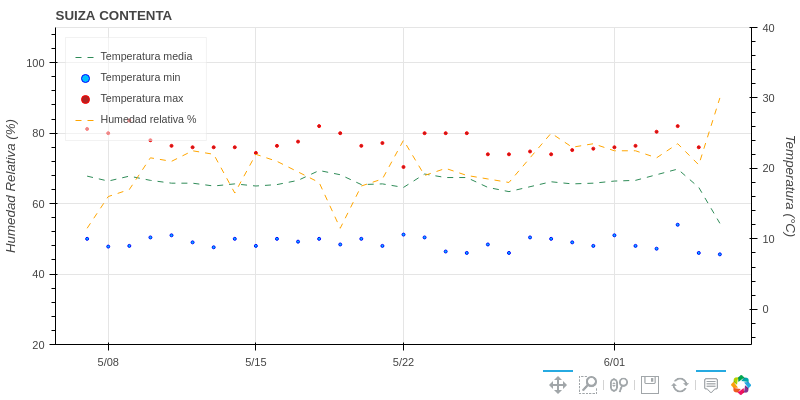 SUIZA CONTENTA
Temperatura media
Temperatura min
Temperatura max
Humedad relativa %
Humedad Relativa (%)
100
80
60
40
20
Temperatura (°C)
40
30
20
10
0
5/08
5/15
5/22
6/01